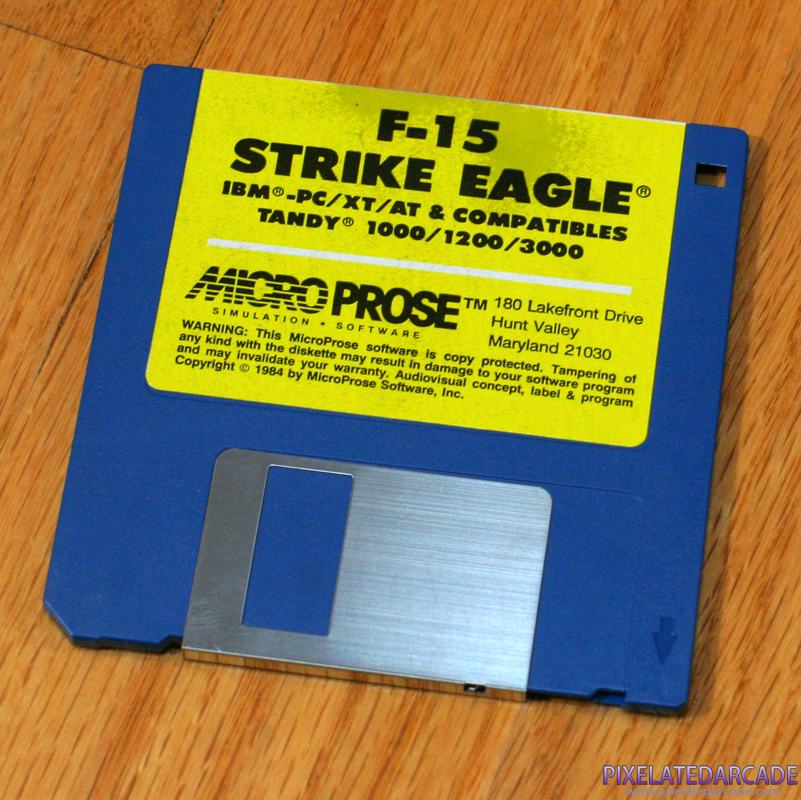 F-15
STRIKE EAGLE®
IBM®-PC/XT/AT & COMPATIBLES
TANDY® 1000/1200/3000
MICROPROSE™
SIMULATION • SOFTWARE
180 Lakefront Drive
Hunt Valley
Maryland 21030
WARNING: This MicroProse software is copy protected. Tampering of
any kind with the diskette may result in damage to your software program
and may invalidate your warranty. Audiovisual concept, label & program
Copyright © 1984 by MicroProse Software, Inc.
PIXELATEDARCADE
www.pixelatedarcade.com